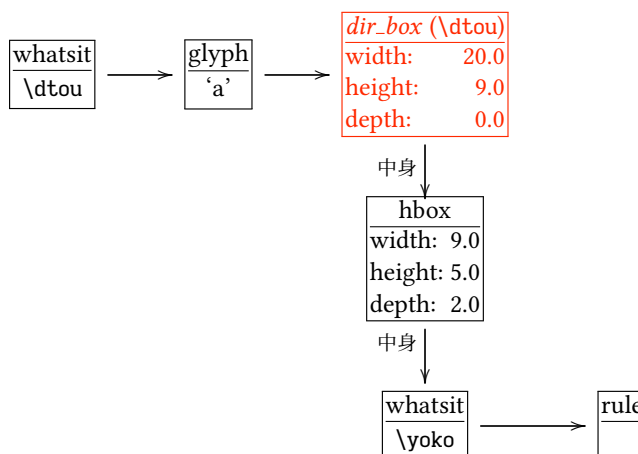 whatsit
\dtou
glyph
‘a’
dir_box (\dtou)
width: 20.0
height: 9.0
depth: 0.0
中身
hbox
width: 9.0
height: 5.0
depth: 2.0
中身
whatsit
\yoko
rule